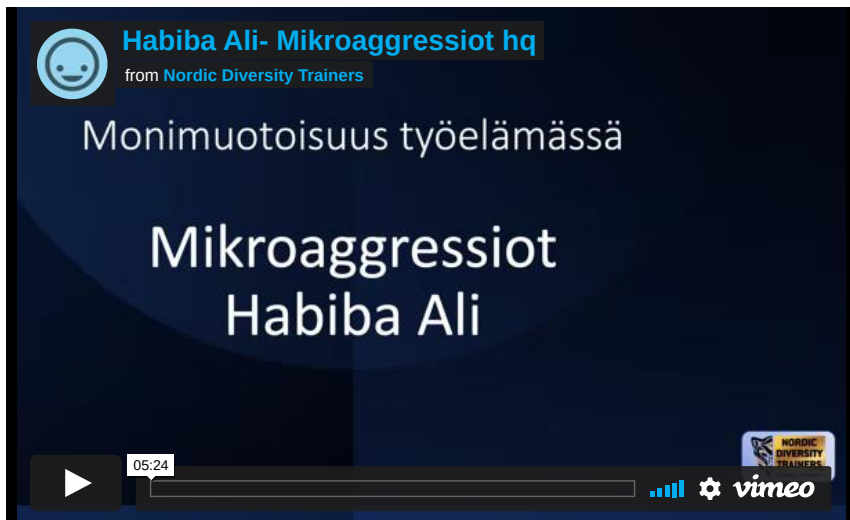 Habiba Ali- Mikroaggressiot hq
from Nordic Diversity Trainers
Monimuotoisuus työelämässä
Mikroaggressiot
Habiba Ali
NORDIC
DIVERSITY
TRAINERS
05:24
vimeo